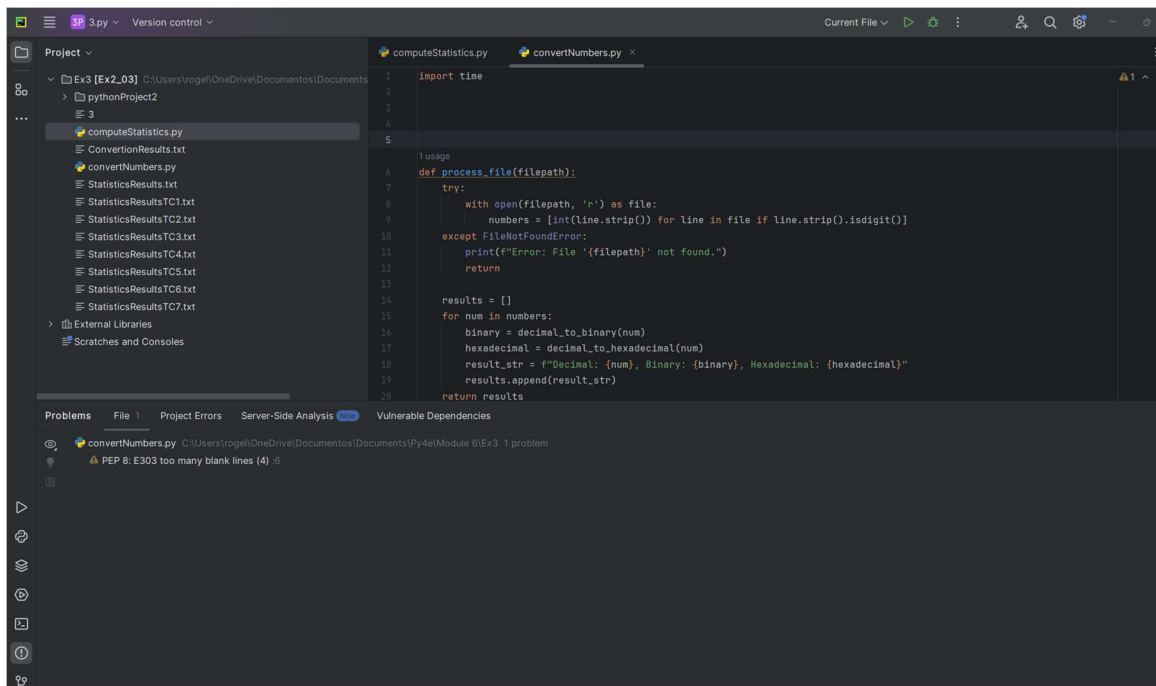 3P 3.py Version control Current File
Project
computeStatistics.py convertNumbers.py
Ex3 [Ex2_03] C:\Users\rogel\OneDrive\Documentos\Documents
pythonProject2
3
computeStatistics.py
ConvertionResults.txt
convertNumbers.py
StatisticsResults.txt
StatisticsResultsTC1.txt
StatisticsResultsTC2.txt
StatisticsResultsTC3.txt
StatisticsResultsTC4.txt
StatisticsResultsTC5.txt
StatisticsResultsTC6.txt
StatisticsResultsTC7.txt
External Libraries
Scratches and Consoles
1 import time
1
2
3
4
5
1 usage
6 def process_file(filepath):
7 try:
8 with open(filepath, 'r') as file:
9 numbers = [int(line.strip()) for line in file if line.strip().isdigit()]
10 except FileNotFoundError:
11 print(f"Error: File '{filepath}' not found.")
12 return
13
14 results = []
15 for num in numbers:
16 binary = decimal_to_binary(num)
17 hexadecimal = decimal_to_hexadecimal(num)
18 result_str = f"Decimal: {num}, Binary: {binary}, Hexadecimal: {hexadecimal}"
19 results.append(result_str)
20 return results
Problems File 1 Project Errors Server-Side Analysis New Vulnerable Dependencies
convertNumbers.py C:\Users\rogel\OneDrive\Documentos\Documents\Py4e\Module 6\Ex3 1 problem
PEP 8: E303 too many blank lines (4) :6